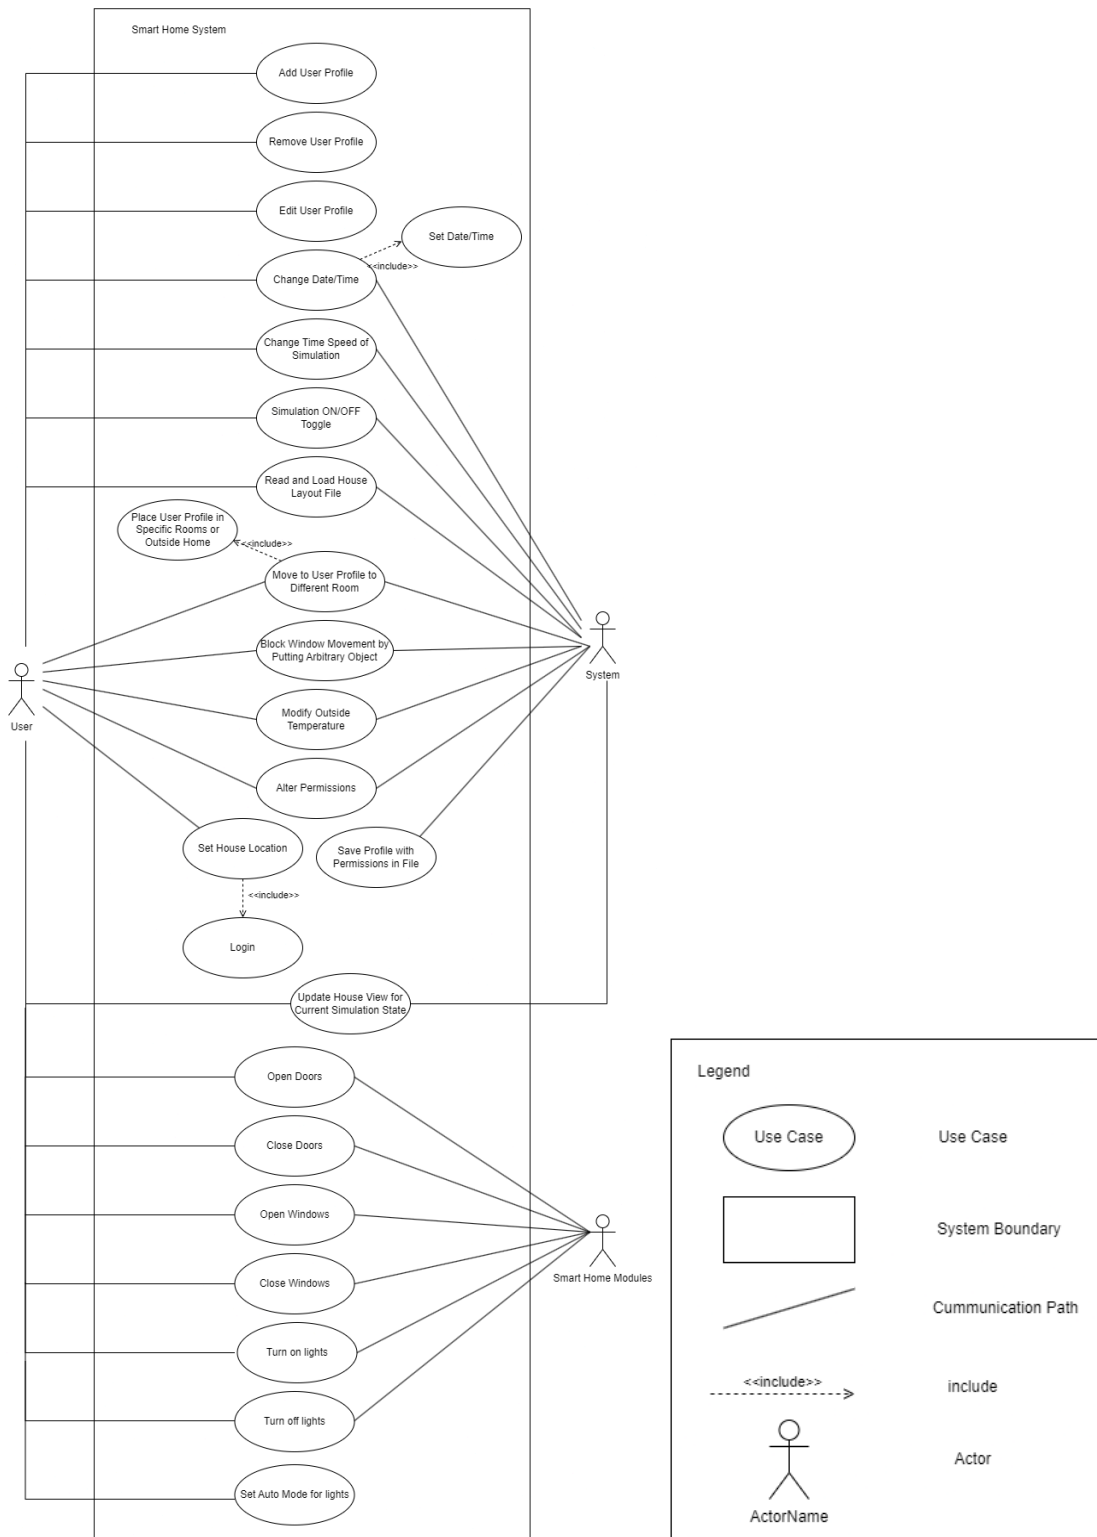 Smart Home System
Add User Profile
Remove User Profile
Edit User Profile
Set Date/Time
<<include>>
Change Date/Time
Change Time Speed of
Simulation
Simulation ON/OFF
Toggle
Read and Load House
Layout File
Place User Profile in
Specific Rooms or
Outside Home
<<include>>
Move to User Profile to
Different Room
Block Window Movement by
Putting Arbitrary Object
System
User
Modify Outside
Temperature
Alter Permissions
Set House Location
Save Profile with
Permissions in File
<<include>>
Login
Update House View for
Current Simulation State
Open Doors
Close Doors
Open Windows
Close Windows
Smart Home Modules
Turn on lights
Turn off lights
Set Auto Mode for lights
Legend
Use Case
Use Case
System Boundary
Cummunication Path
<<include>>
include
Actor
ActorName